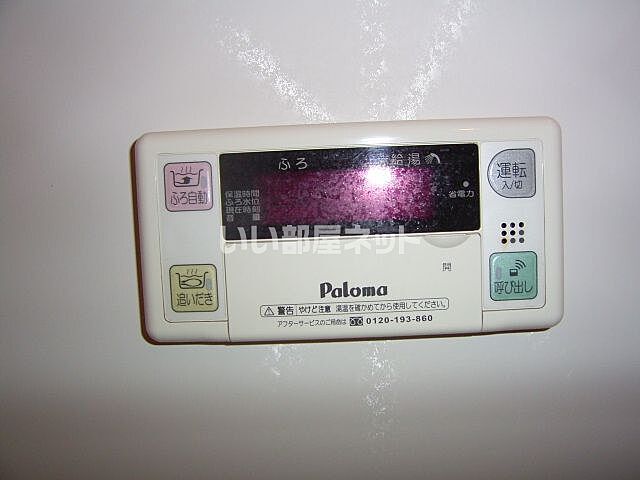 ふろ
給湯
運転
入/切
ふろ自動
保温時間
ふろ水位
現在時刻
音量
省電力
いい部屋ネット
開
追いだき
呼び出し
Paloma
警告 やけど注意 湯温を確かめてから使用してください。
アフターサービスのご用命は 0120-193-860